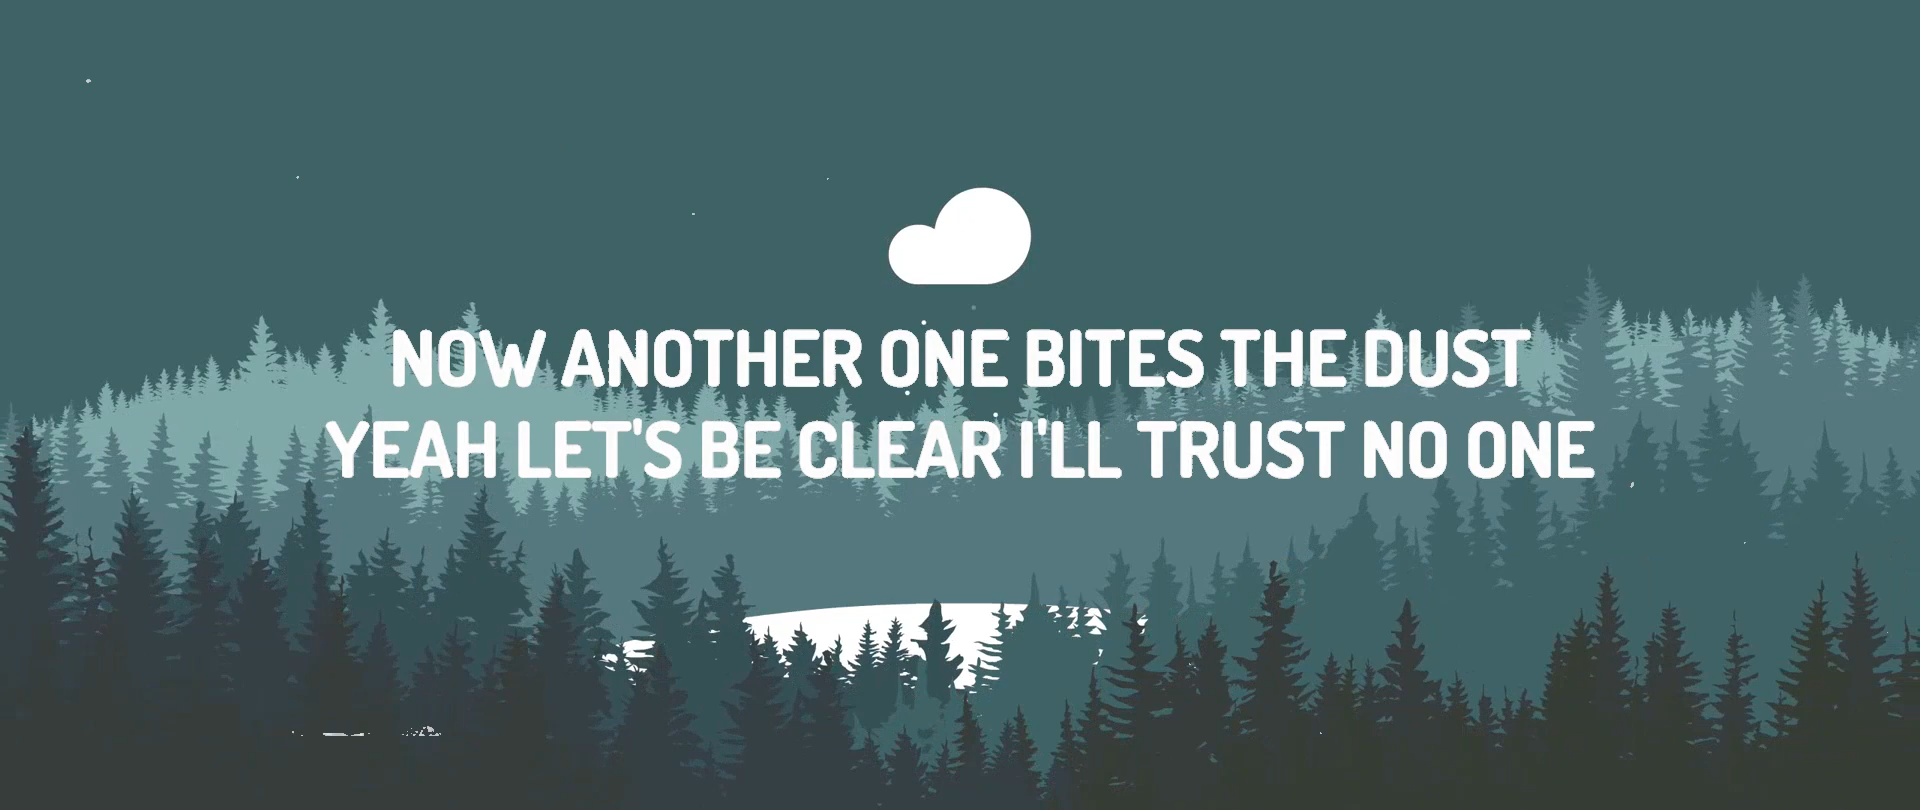 NOW ANOTHER ONE BITES THE DUST
YEAH LET'S BE CLEAR I'LL TRUST NO ONE